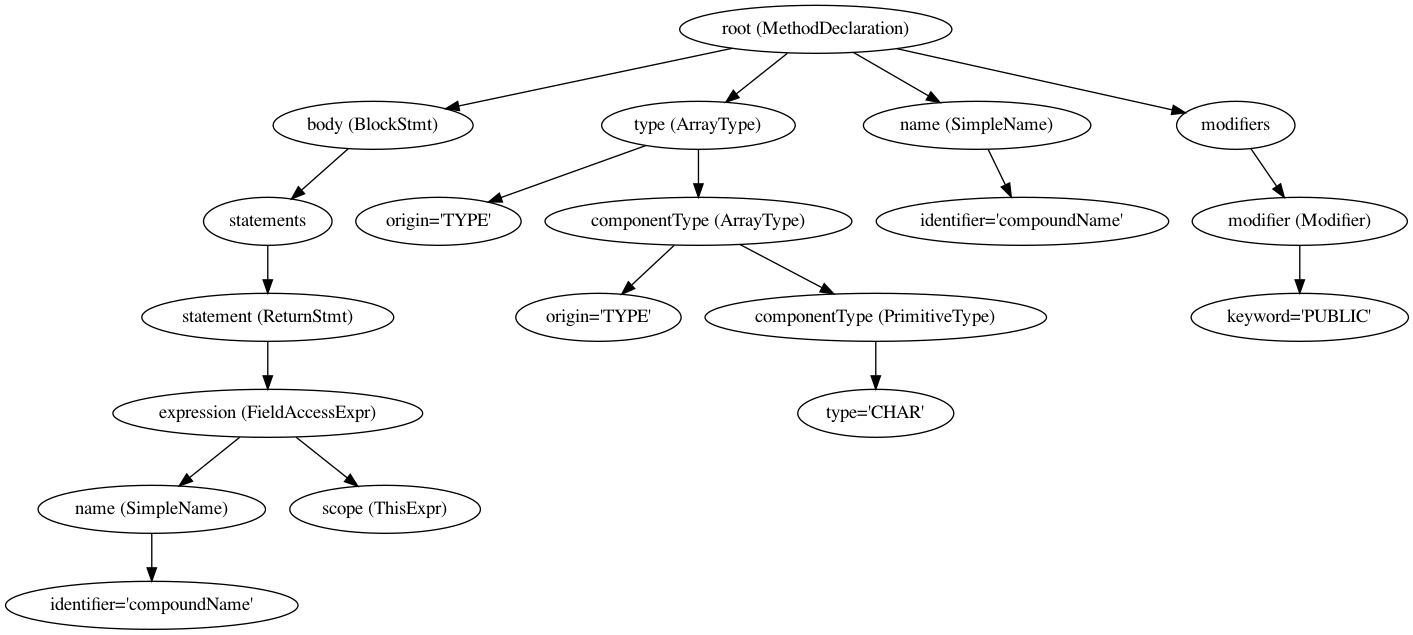 root (MethodDeclaration)
body (BlockStmt)
type (ArrayType)
name (SimpleName)
modifiers
statements
origin='TYPE'
componentType (ArrayType)
identifier='compoundName'
modifier (Modifier)
statement (ReturnStmt)
origin='TYPE'
componentType (PrimitiveType)
keyword='PUBLIC'
expression (FieldAccessExpr)
type='CHAR'
name (SimpleName)
scope (ThisExpr)
identifier='compoundName'